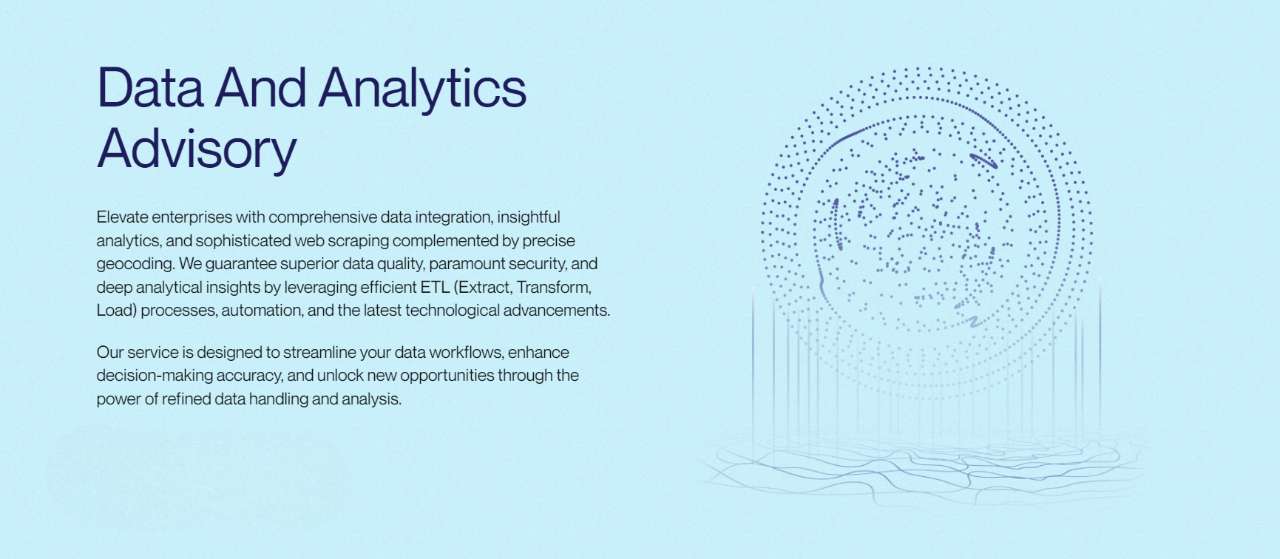 Data And Analytics
Advisory
Elevate enterprises with comprehensive data integration, insightful
analytics, and sophisticated web scraping complemented by precise
geocoding. We guarantee superior data quality, paramount security, and
deep analytical insights by leveraging efficient ETL (Extract, Transform,
Load) processes, automation, and the latest technological advancements.
Our service is designed to streamline your data workflows, enhance
decision-making accuracy, and unlock new opportunities through the
power of refined data handling and analysis.